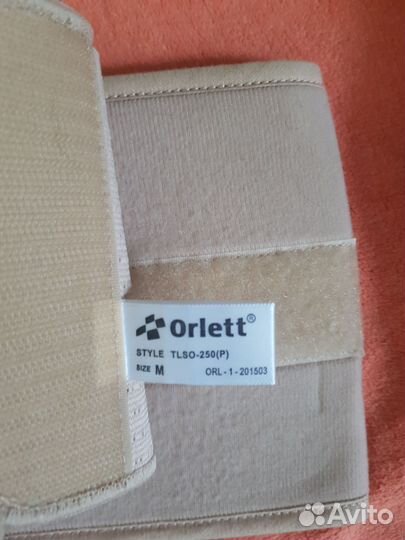 Orlett®
STYLE TLSO-250(P)
SIZE M ORL - 1 - 201503
Avito